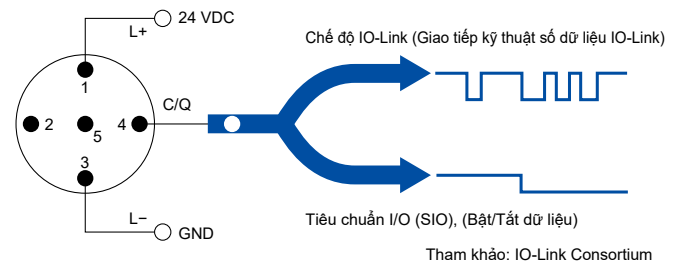 24 VDC
L+
Chế độ IO-Link (Giao tiếp kỹ thuật số dữ liệu IO-Link)
1
C/Q
2
5
4
3
L−
GND
Tiêu chuẩn I/O (SIO), (Bật/Tắt dữ liệu)
Tham khảo: IO-Link Consortium